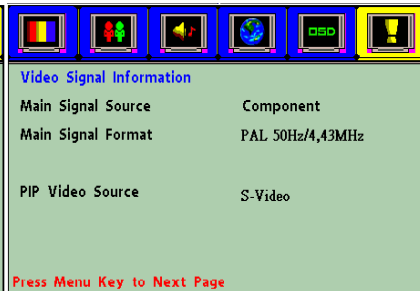 OSD
Video Signal Information
Main Signal Source Component
Main Signal Format PAL 50Hz/4,43MHz
PIP Video Source S-Video
Press Menu Key to Next Page